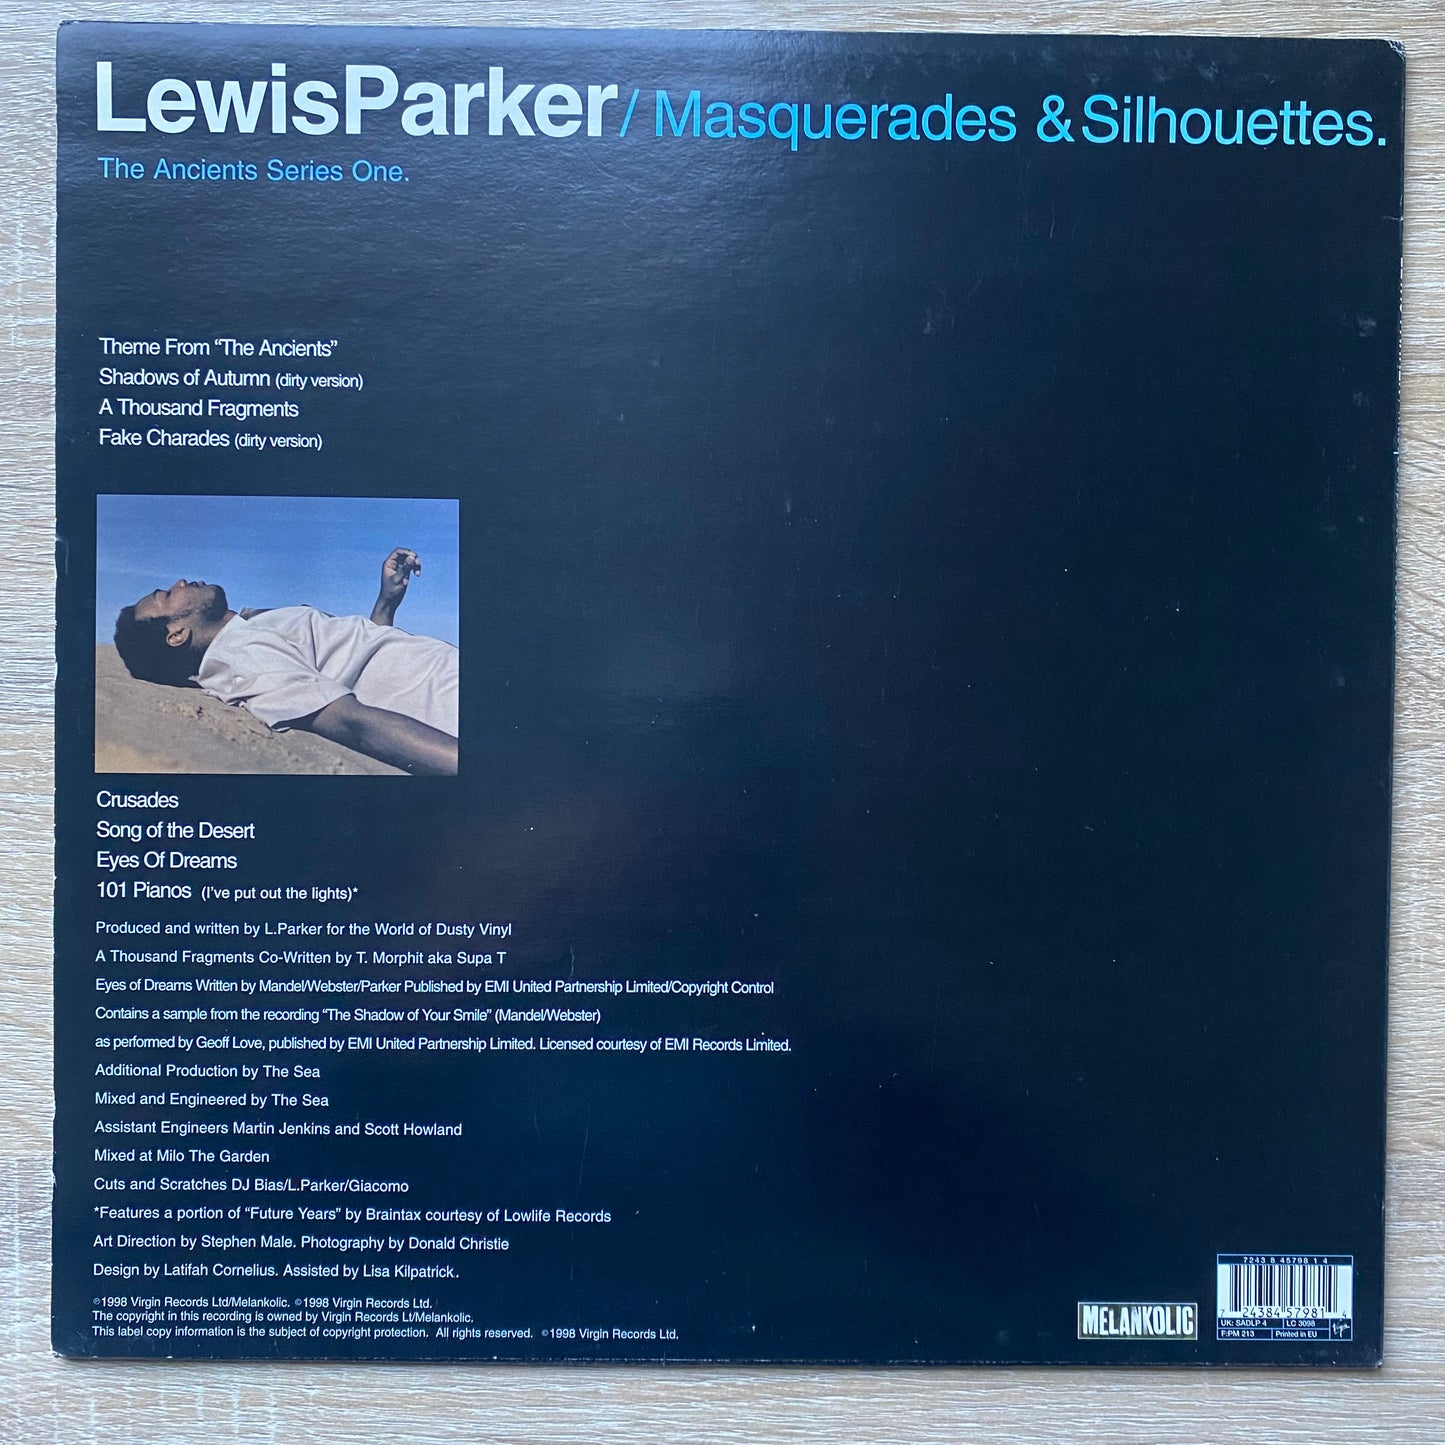 LewisParker/ Masquerades & Silhouettes.
The Ancients Series One.
Theme From “The Ancients”
Shadows of Autumn (dirty version)
A Thousand Fragments
Fake Charades (dirty version)
Crusades
Song of the Desert
Eyes Of Dreams
101 Pianos (I've put out the lights)*
Produced and written by L.Parker for the World of Dusty Vinyl
A Thousand Fragments Co-Written by T. Morphit aka Supa T
Eyes of Dreams Written by Mandel/Webster/Parker Published by EMI United Partnership Limited/Copyright Control
Contains a sample from the recording “The Shadow of Your Smile” (Mandel/Webster)
as performed by Geoff Love, published by EMI United Partnership Limited. Licensed courtesy of EMI Records Limited.
Additional Production by The Sea
Mixed and Engineered by The Sea
Assistant Engineers Martin Jenkins and Scott Howland
Mixed at Milo The Garden
Cuts and Scratches DJ Bias/L.Parker/Giacomo
*Features a portion of “Future Years” by Braintax courtesy of Lowlife Records
Art Direction by Stephen Male. Photography by Donald Christie
Design by Latifah Cornelius. Assisted by Lisa Kilpatrick.
℗1998 Virgin Records Ltd/Melankolic. ©1998 Virgin Records Ltd.
The copyright in this recording is owned by Virgin Records Lt/Melankolic.
This label copy information is the subject of copyright protection. All rights reserved. ©1998 Virgin Records Ltd.
MELANKOLIC
7243 8 45798 1 4
7 24384 57981 4
UK: SADLP 4 LC 3098
F:PM 213 Printed in EU
Virgin